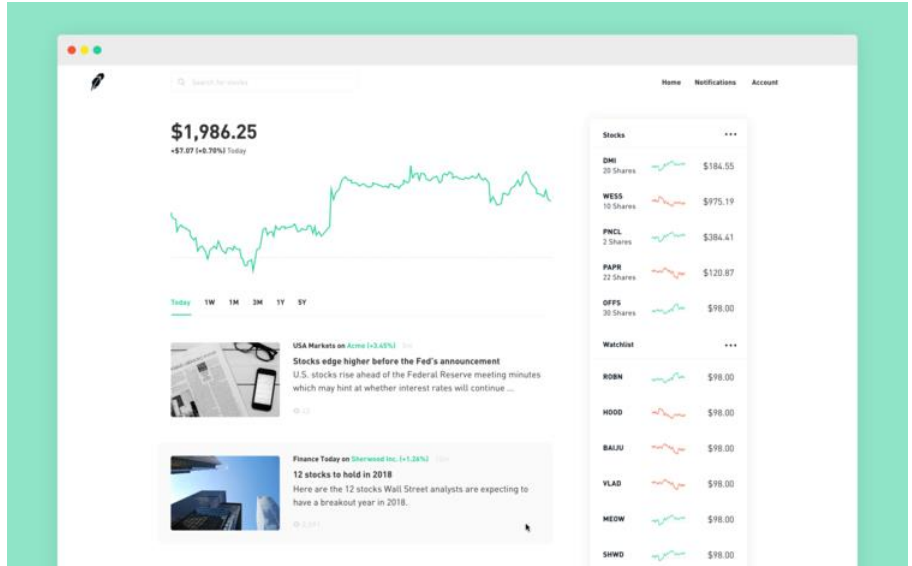 Search for stocks
Home Notifications Account
$1,986.25
+$7.07 (+0.70%) Today
Today 1W 1M 3M 1Y 5Y
USA Markets on Acme (+3.45%)
Stocks edge higher before the Fed's announcement
U.S. stocks rise ahead of the Federal Reserve meeting minutes
which may hint at whether interest rates will continue ...
Finance Today on Sherwood Inc. (+1.26%)
12 stocks to hold in 2018
Here are the 12 stocks Wall Street analysts are expecting to
have a breakout year in 2018.
Stocks
DMI
20 Shares
$184.55
WESS
10 Shares
$975.19
PNCL
2 Shares
$384.41
PAPR
22 Shares
$120.87
OFFS
30 Shares
$98.00
Watchlist
ROBN $98.00
HOOD $98.00
BAIJU $98.00
VLAD $98.00
MEOW $98.00
SHWD $98.00